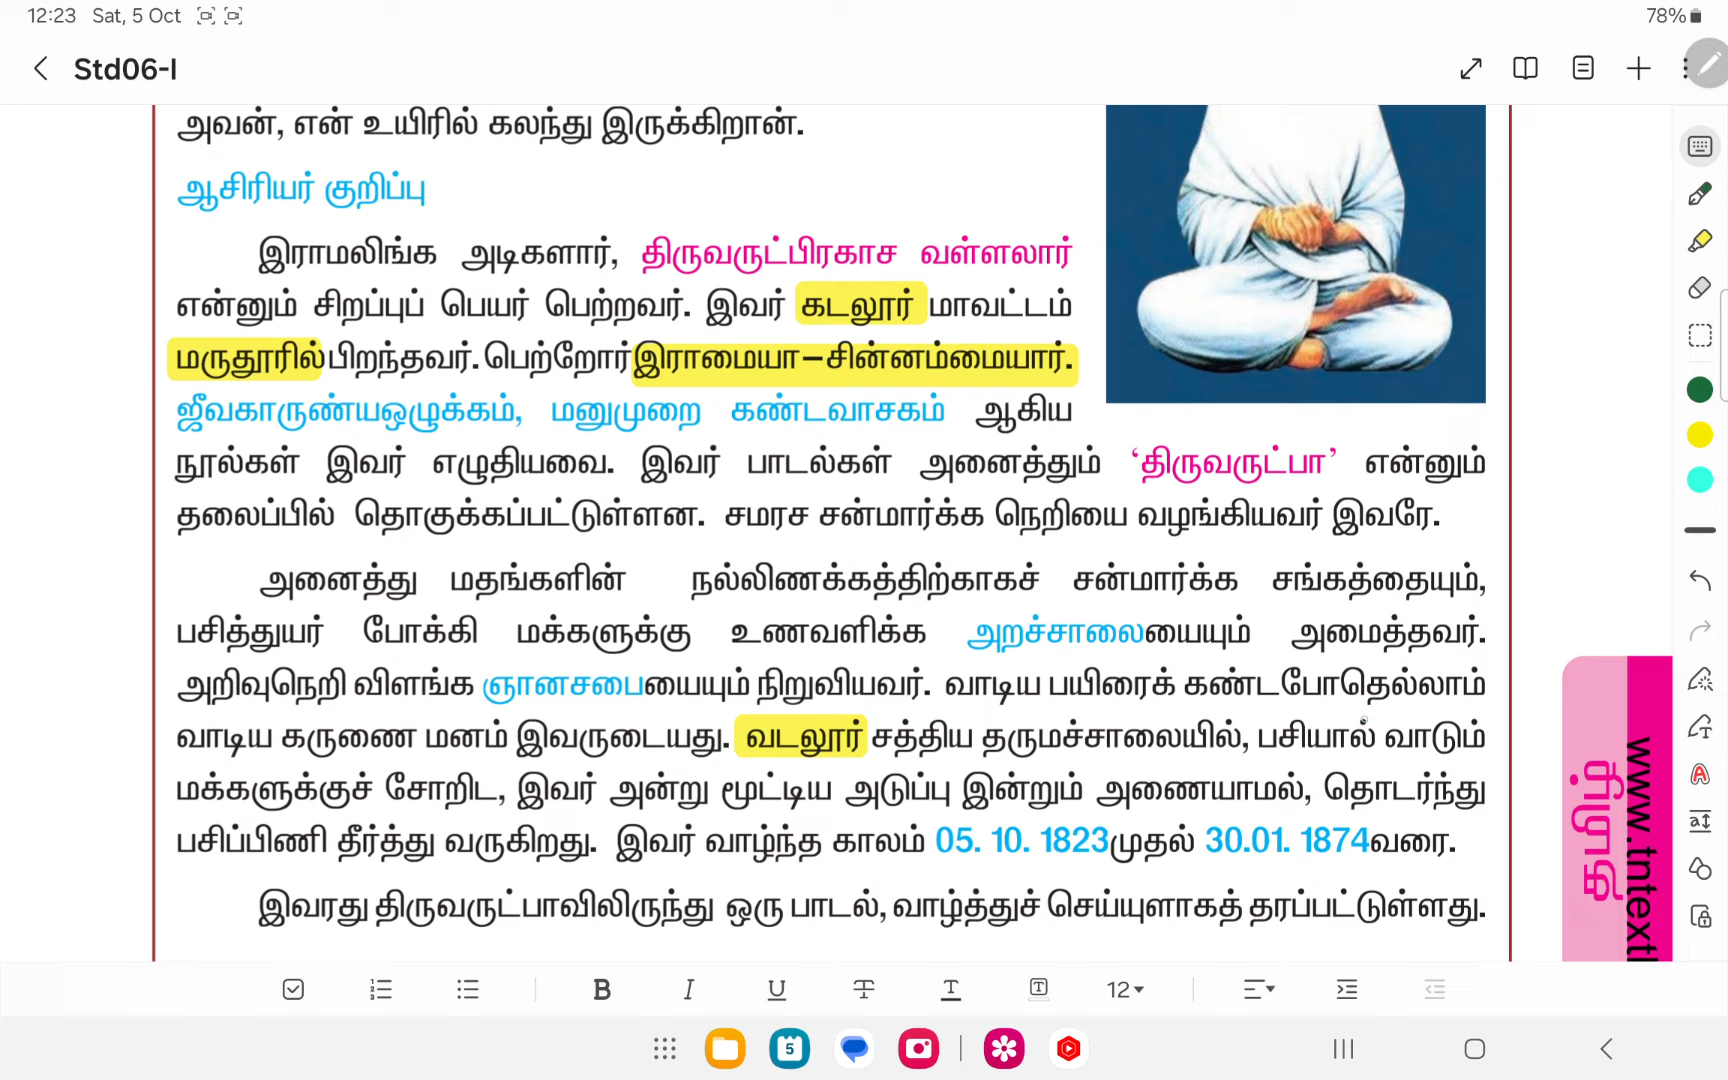 12:23 Sat, 5 Oct
78%
Std06-I
அவன், என் உயிரில் கலந்து இருக்கிறான்.
ஆசிரியர் குறிப்பு
இராமலிங்க அடிகளார், திருவருட்பிரகாச வள்ளலார்
என்னும் சிறப்புப் பெயர் பெற்றவர். இவர் கடலூர் மாவட்டம்
மருதூரில் பிறந்தவர். பெற்றோர் இராமையா – சின்னம்மையார்.
ஜீவகாருண்யஒழுக்கம், மனுமுறை கண்டவாசகம் ஆகிய
நூல்கள் இவர் எழுதியவை. இவர் பாடல்கள் அனைத்தும் ‘திருவருட்பா’ என்னும்
தலைப்பில் தொகுக்கப்பட்டுள்ளன. சமரச சன்மார்க்க நெறியை வழங்கியவர் இவரே.
அனைத்து மதங்களின் நல்லிணக்கத்திற்காகச் சன்மார்க்க சங்கத்தையும்,
பசித்துயர் போக்கி மக்களுக்கு உணவளிக்க அறச்சாலையையும் அமைத்தவர்.
அறிவுநெறி விளங்க ஞானசபையையும் நிறுவியவர். வாடிய பயிரைக் கண்டபோதெல்லாம்
வாடிய கருணை மனம் இவருடையது. வடலூர் சத்திய தருமச்சாலையில், பசியால் வாடும்
மக்களுக்குச் சோறிட, இவர் அன்று மூட்டிய அடுப்பு இன்றும் அணையாமல், தொடர்ந்து
பசிப்பிணி தீர்த்து வருகிறது. இவர் வாழ்ந்த காலம் 05. 10. 1823முதல் 30.01. 1874வரை.
இவரது திருவருட்பாவிலிருந்து ஒரு பாடல், வாழ்த்துச் செய்யுளாகத் தரப்பட்டுள்ளது.
தமிழ்
www.tntext
B I U T T T 12
5